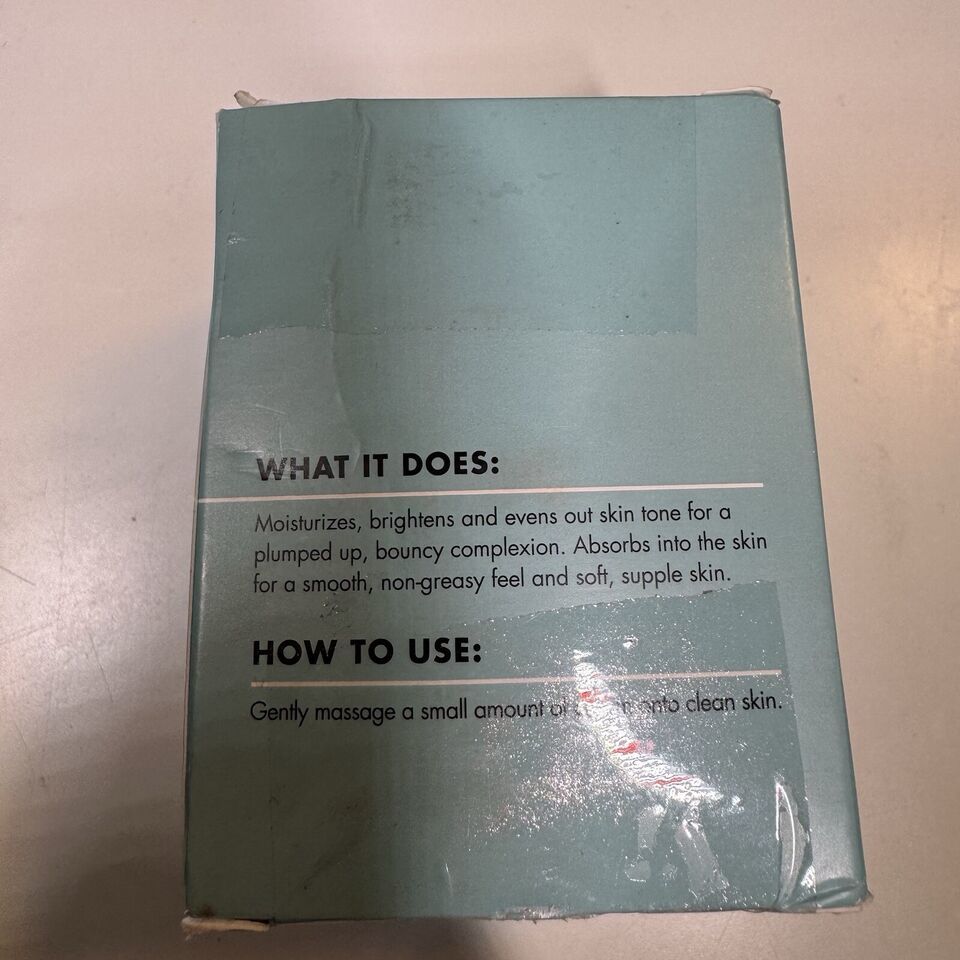 WHAT IT DOES:
Moisturizes, brightens and evens out skin tone for a
plumped up, bouncy complexion. Absorbs into the skin
for a smooth, non-greasy feel and soft, supple skin.
HOW TO USE:
Gently massage a small amount of onto clean skin.